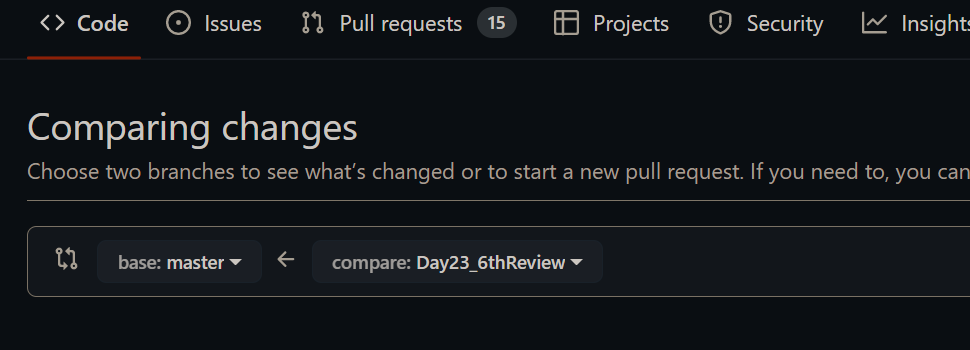 Code Issues Pull requests 15 Projects Security Insights
Comparing changes
Choose two branches to see what’s changed or to start a new pull request. If you need to, you can
base: master compare: Day23_6thReview